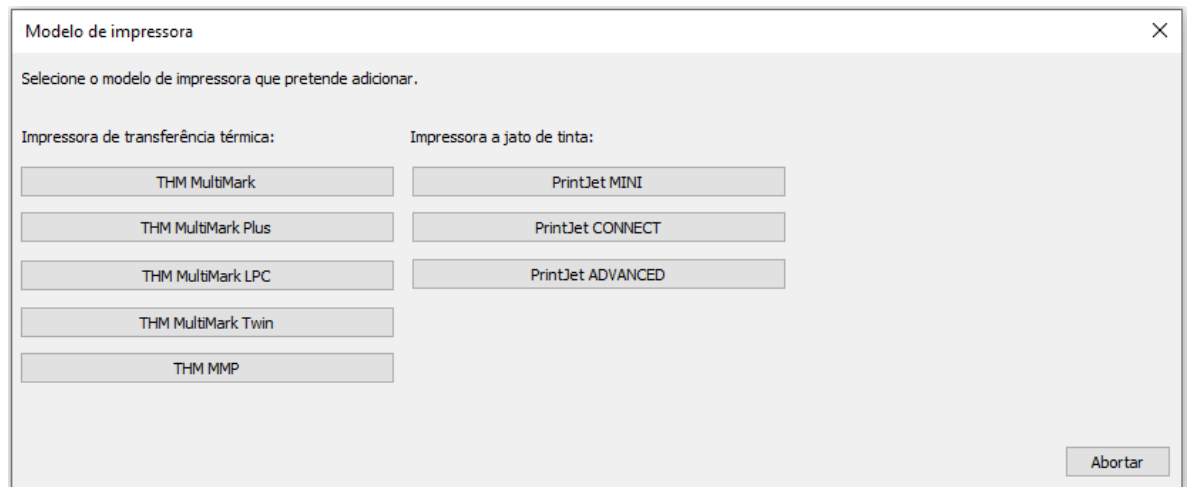 Modelo de impressora
Selecione o modelo de impressora que pretende adicionar.
Impressora de transferência térmica:
THM MultiMark
THM MultiMark Plus
THM MultiMark LPC
THM MultiMark Twin
THM MMP
Impressora a jato de tinta:
PrintJet MINI
PrintJet CONNECT
PrintJet ADVANCED
Abortar